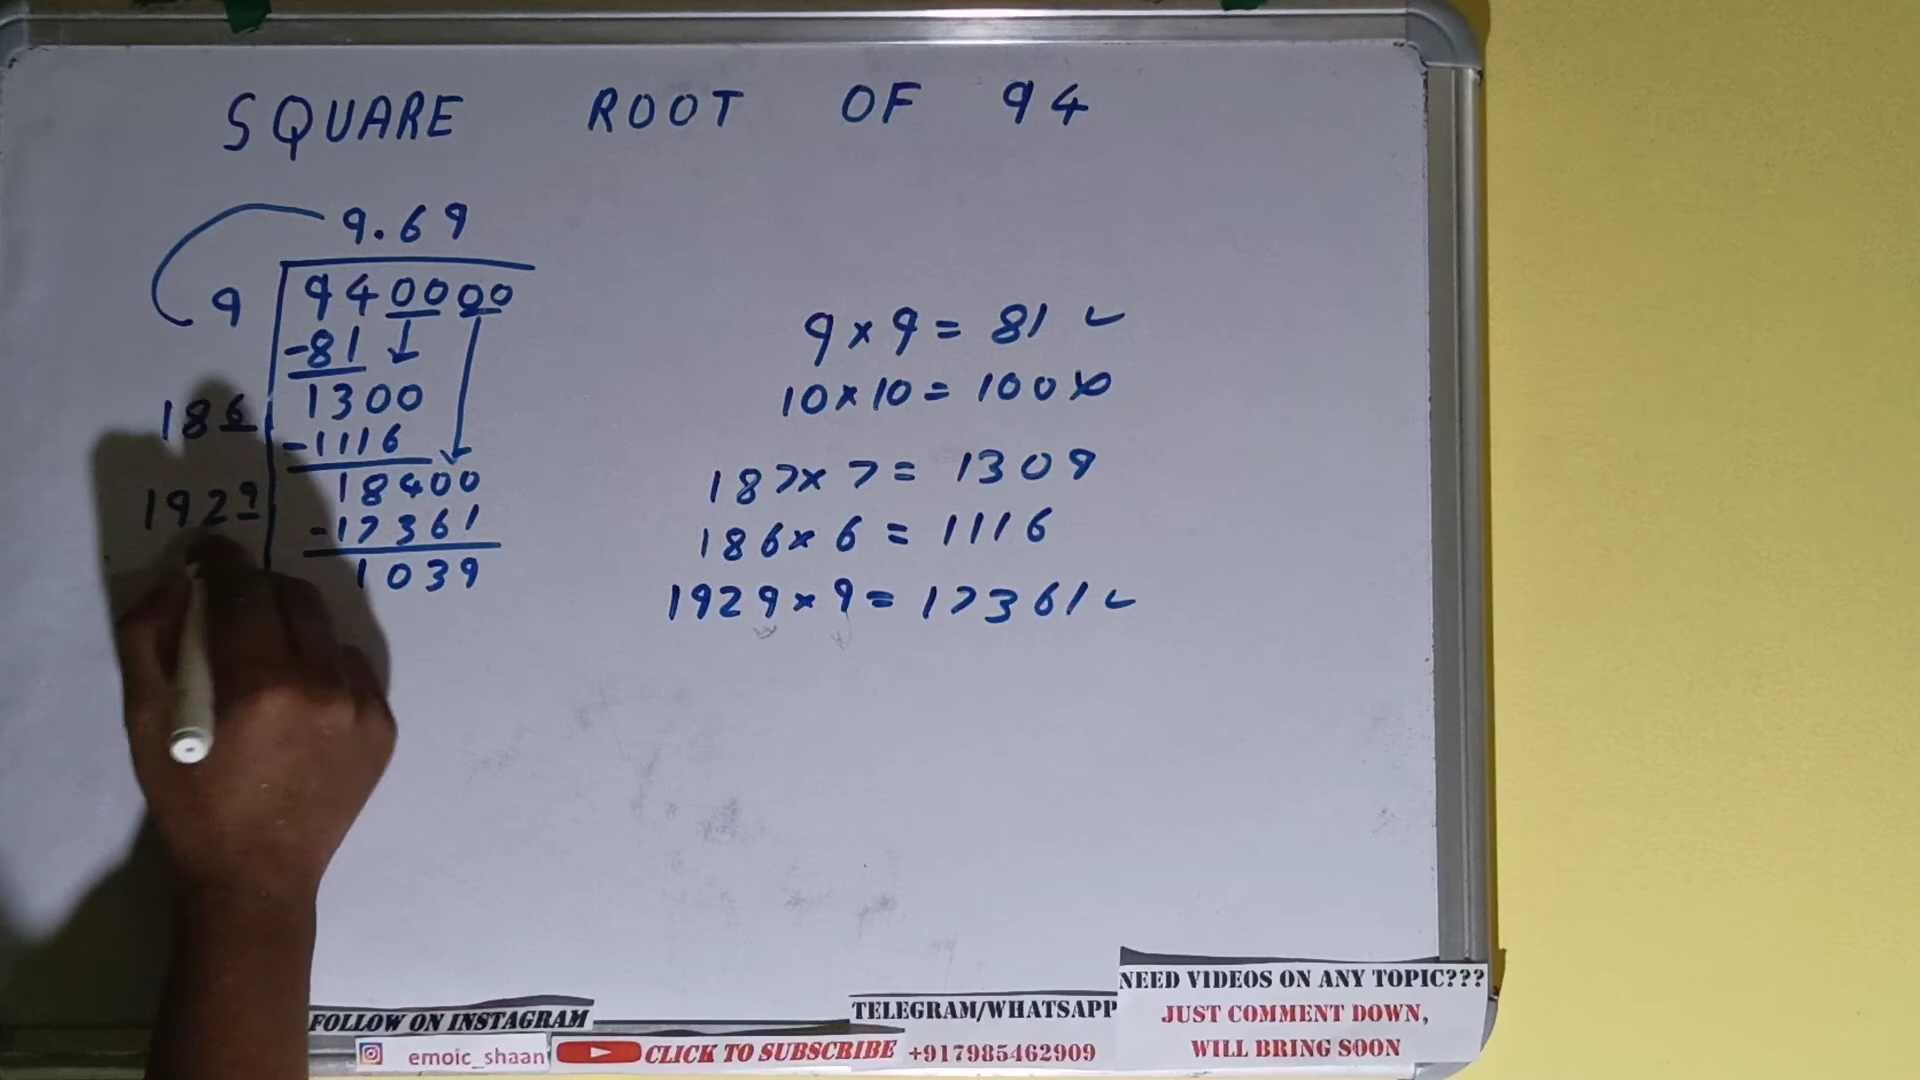 SQUARE ROOT OF 94
9.69
9 940000
-81
1300
186
-1116
18400
1929
-17361
1039
9 × 9 = 81 ✓
10 × 10 = 100 ×
187 × 7 = 1309
186 × 6 = 1116
1929 × 9 = 17361 ✓
FOLLOW ON INSTAGRAM
emoic_shaan
CLICK TO SUBSCRIBE
TELEGRAM/WHATSAPP
+917985462909
NEED VIDEOS ON ANY TOPIC???
JUST COMMENT DOWN,
WILL BRING SOON